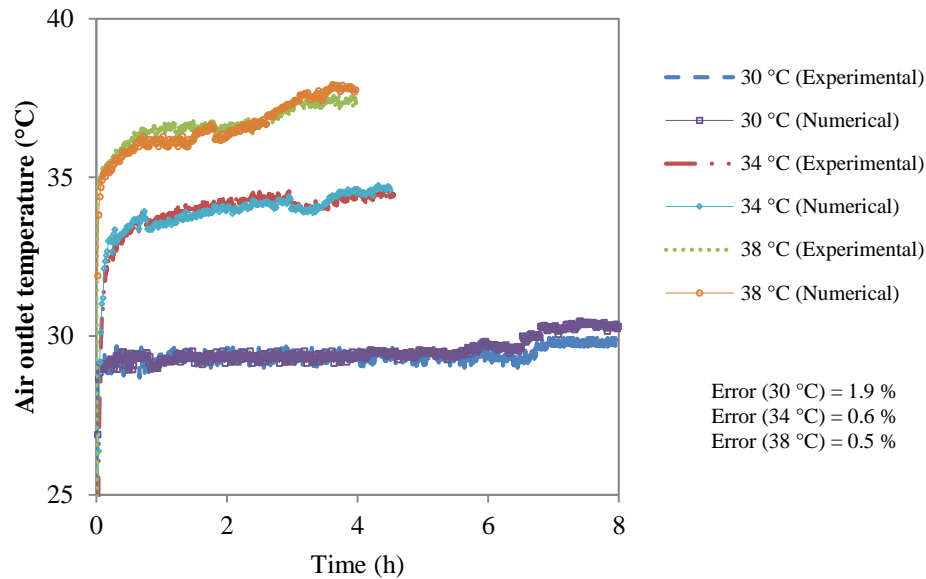 Air outlet temperature (°C)
40
35
30
25
0
2
4
6
8
Time (h)
30 °C (Experimental)
30 °C (Numerical)
34 °C (Experimental)
34 °C (Numerical)
38 °C (Experimental)
38 °C (Numerical)
Error (30 °C) = 1.9 %
Error (34 °C) = 0.6 %
Error (38 °C) = 0.5 %